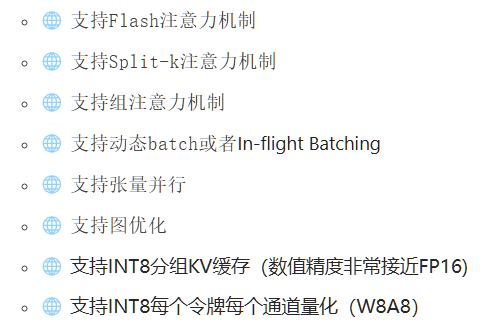 支持Flash注意力机制
支持Split-k注意力机制
支持组注意力机制
支持动态batch或者In-flight Batching
支持张量并行
支持图优化
支持INT8分组KV缓存（数值精度非常接近FP16)
支持INT8每个令牌每个通道量化（W8A8）